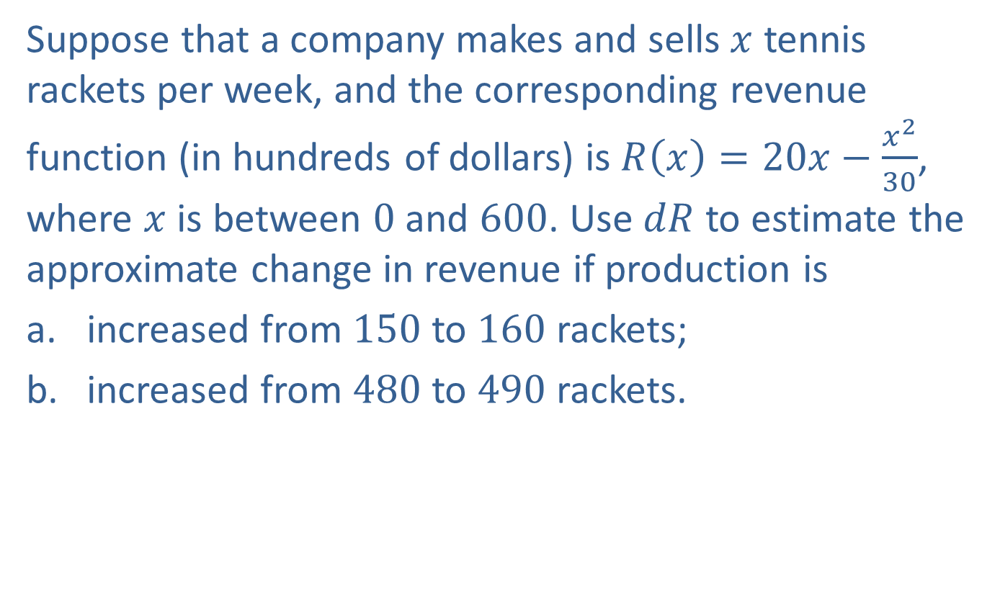 Suppose that a company makes and sells x tennis
rackets per week, and the corresponding revenue
function (in hundreds of dollars) is R(x) = 20x − x²/30,
where x is between 0 and 600. Use dR to estimate the
approximate change in revenue if production is
a. increased from 150 to 160 rackets;
b. increased from 480 to 490 rackets.